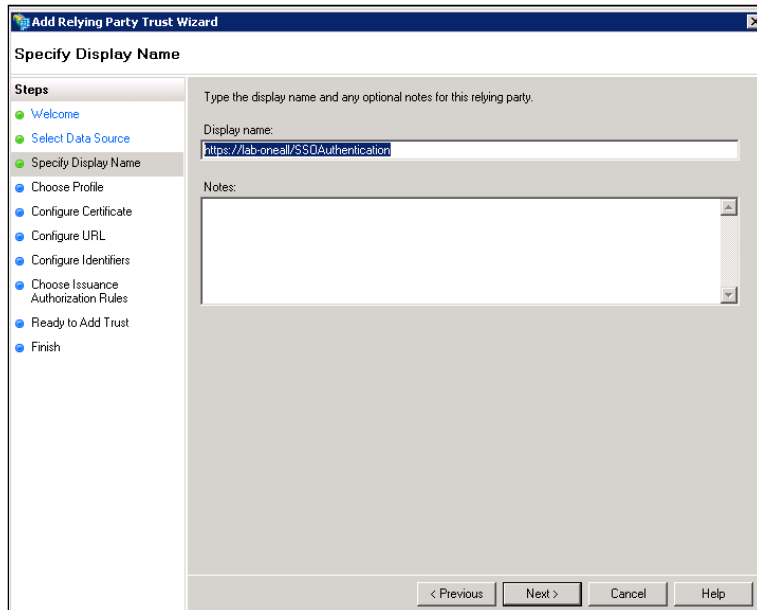 Add Relying Party Trust Wizard
Specify Display Name
Steps
Welcome
Select Data Source
Specify Display Name
Choose Profile
Configure Certificate
Configure URL
Configure Identifiers
Choose Issuance
Authorization Rules
Ready to Add Trust
Finish
Type the display name and any optional notes for this relying party.
Display name:
https://lab-oneall/SSOAuthentication
Notes:
< Previous
Next >
Cancel
Help